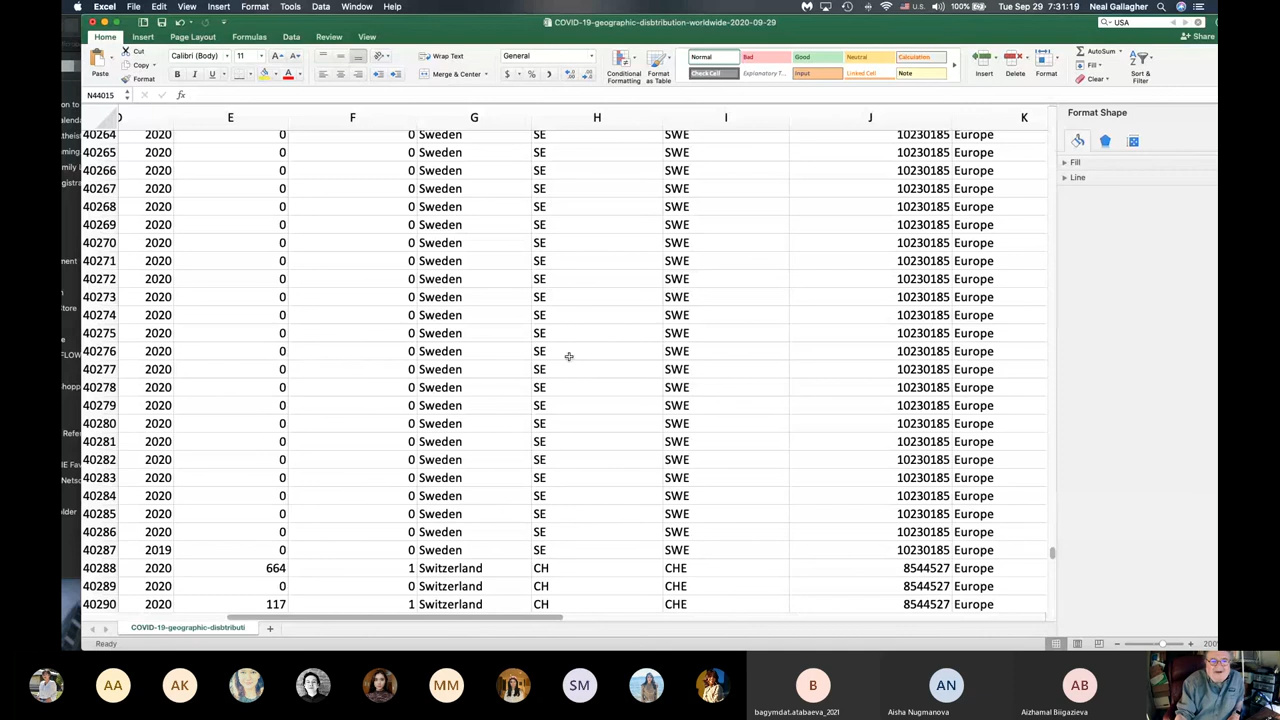 Excel File Edit View Insert Format Tools Data Window Help U.S. 100% Tue Sep 29 7:31:19 Neal Gallagher
COVID-19-geographic-disbtribution-worldwide-2020-09-29 USA
Home Insert Page Layout Formulas Data Review View Share
Paste Cut Copy Format
Calibri (Body) 11 Wrap Text General
B I U Merge & Center %
Conditional Formatting Format as Table
Normal Bad Good Neutral Calculation
Check Cell Explanatory T... Input Linked Cell Note
Insert Delete Format AutoSum Fill Clear Sort & Filter
N44015 fx
D E F G H I J K
40264 2020 0 0 Sweden SE SWE 10230185 Europe
40265 2020 0 0 Sweden SE SWE 10230185 Europe
40266 2020 0 0 Sweden SE SWE 10230185 Europe
40267 2020 0 0 Sweden SE SWE 10230185 Europe
40268 2020 0 0 Sweden SE SWE 10230185 Europe
40269 2020 0 0 Sweden SE SWE 10230185 Europe
40270 2020 0 0 Sweden SE SWE 10230185 Europe
40271 2020 0 0 Sweden SE SWE 10230185 Europe
40272 2020 0 0 Sweden SE SWE 10230185 Europe
40273 2020 0 0 Sweden SE SWE 10230185 Europe
40274 2020 0 0 Sweden SE SWE 10230185 Europe
40275 2020 0 0 Sweden SE SWE 10230185 Europe
40276 2020 0 0 Sweden SE SWE 10230185 Europe
40277 2020 0 0 Sweden SE SWE 10230185 Europe
40278 2020 0 0 Sweden SE SWE 10230185 Europe
40279 2020 0 0 Sweden SE SWE 10230185 Europe
40280 2020 0 0 Sweden SE SWE 10230185 Europe
40281 2020 0 0 Sweden SE SWE 10230185 Europe
40282 2020 0 0 Sweden SE SWE 10230185 Europe
40283 2020 0 0 Sweden SE SWE 10230185 Europe
40284 2020 0 0 Sweden SE SWE 10230185 Europe
40285 2020 0 0 Sweden SE SWE 10230185 Europe
40286 2020 0 0 Sweden SE SWE 10230185 Europe
40287 2019 0 0 Sweden SE SWE 10230185 Europe
40288 2020 664 1 Switzerland CH CHE 8544527 Europe
40289 2020 0 0 Switzerland CH CHE 8544527 Europe
40290 2020 117 1 Switzerland CH CHE 8544527 Europe
Format Shape
Fill
Line
COVID-19-geographic-disbtributi +
Ready 200
AA AK MM SM B AN AB
bagymdat.atabaeva_2021 Aisha Nugmanova Aizhamal Biigazieva